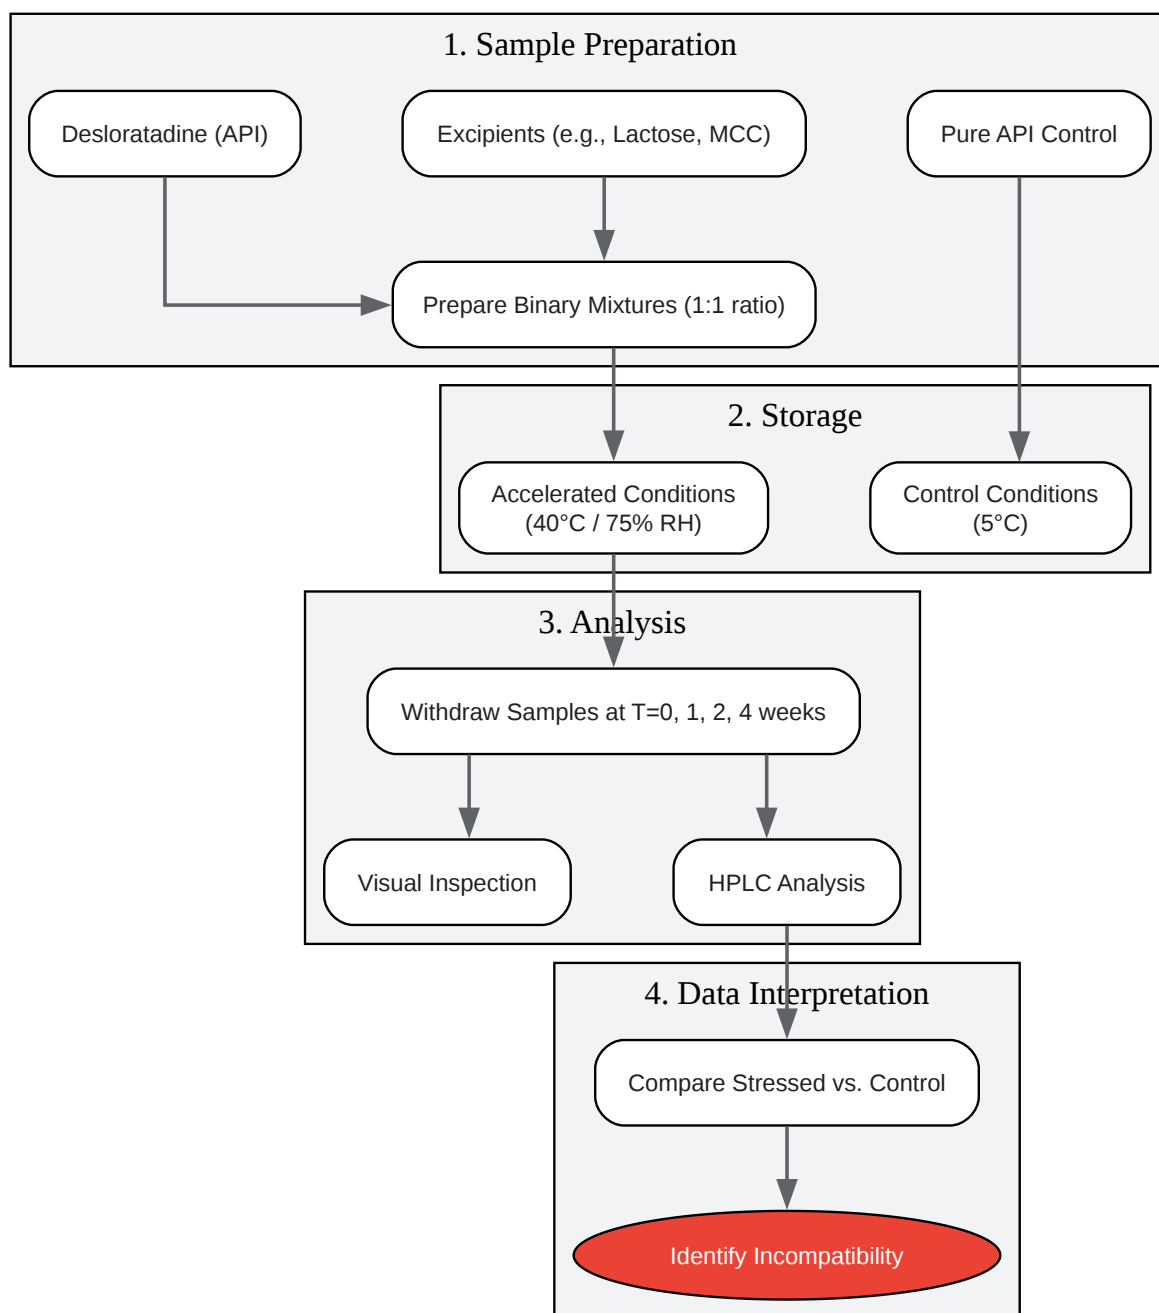 1. Sample Preparation
Desloratadine (API)
Excipients (e.g., Lactose, MCC)
Pure API Control
Prepare Binary Mixtures (1:1 ratio)
2. Storage
Accelerated Conditions
(40°C / 75% RH)
Control Conditions
(5°C)
3. Analysis
Withdraw Samples at T=0, 1, 2, 4 weeks
Visual Inspection
HPLC Analysis
4. Data Interpretation
Compare Stressed vs. Control
Identify Incompatibility